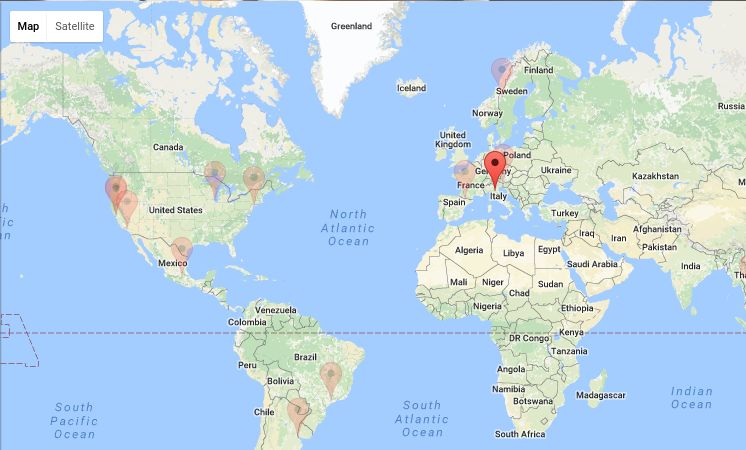 Map Satellite
Greenland
Iceland
Finland
Sweden
Norway
Russia
Canada
United
Kingdom
Poland
Ukraine
Kazakhstan
France
Italy
Spain
Turkey
United States
North
Atlantic
Ocean
Iraq
Iran
Afghanistan
Pakistan
Algeria
Libya
Egypt
Saudi Arabia
India
Mexico
Mali
Niger
Chad
Sudan
Nigeria
Ethiopia
Venezuela
Colombia
DR Congo
Kenya
Tanzania
Peru
Brazil
Bolivia
Angola
Namibia
Botswana
Madagascar
Chile
South
Pacific
Ocean
South
Atlantic
Ocean
Indian
Ocean
South Africa